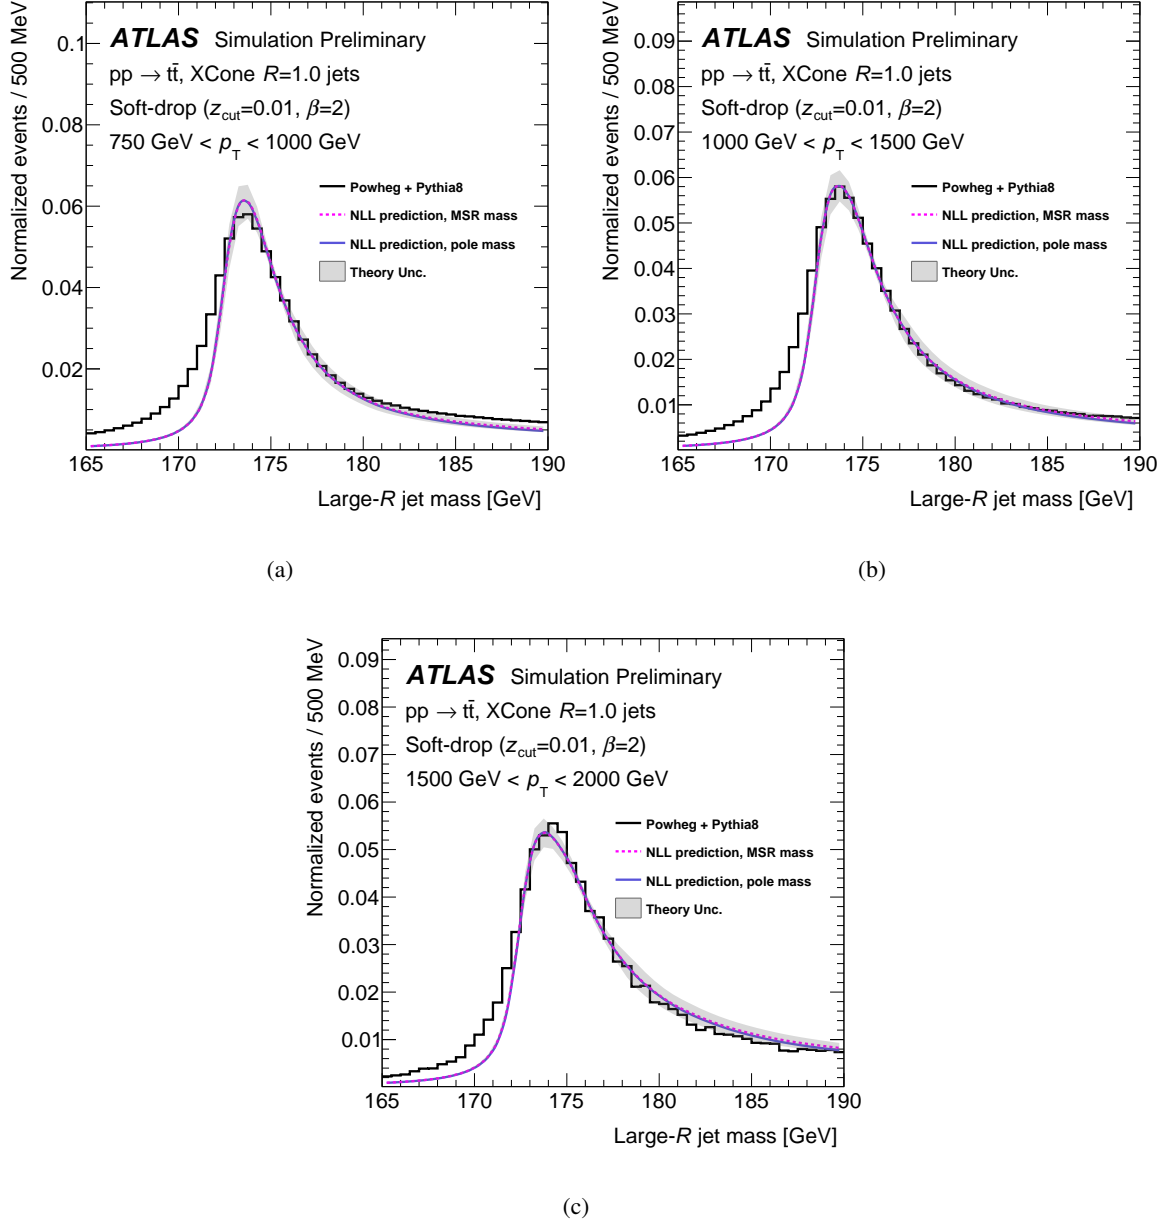 ATLAS Simulation Preliminary
pp → tt̄, XCone R=1.0 jets
Soft-drop (z_cut=0.01, β=2)
750 GeV < p_T < 1000 GeV
Powheg + Pythia8
NLL prediction, MSR mass
NLL prediction, pole mass
Theory Unc.
Normalized events / 500 MeV
0.1
0.08
0.06
0.04
0.02
165 170 175 180 185 190
Large-R jet mass [GeV]
(a)
ATLAS Simulation Preliminary
pp → tt̄, XCone R=1.0 jets
Soft-drop (z_cut=0.01, β=2)
1000 GeV < p_T < 1500 GeV
Powheg + Pythia8
NLL prediction, MSR mass
NLL prediction, pole mass
Theory Unc.
Normalized events / 500 MeV
0.09
0.08
0.07
0.06
0.05
0.04
0.03
0.02
0.01
165 170 175 180 185 190
Large-R jet mass [GeV]
(b)
ATLAS Simulation Preliminary
pp → tt̄, XCone R=1.0 jets
Soft-drop (z_cut=0.01, β=2)
1500 GeV < p_T < 2000 GeV
Powheg + Pythia8
NLL prediction, MSR mass
NLL prediction, pole mass
Theory Unc.
Normalized events / 500 MeV
0.09
0.08
0.07
0.06
0.05
0.04
0.03
0.02
0.01
165 170 175 180 185 190
Large-R jet mass [GeV]
(c)